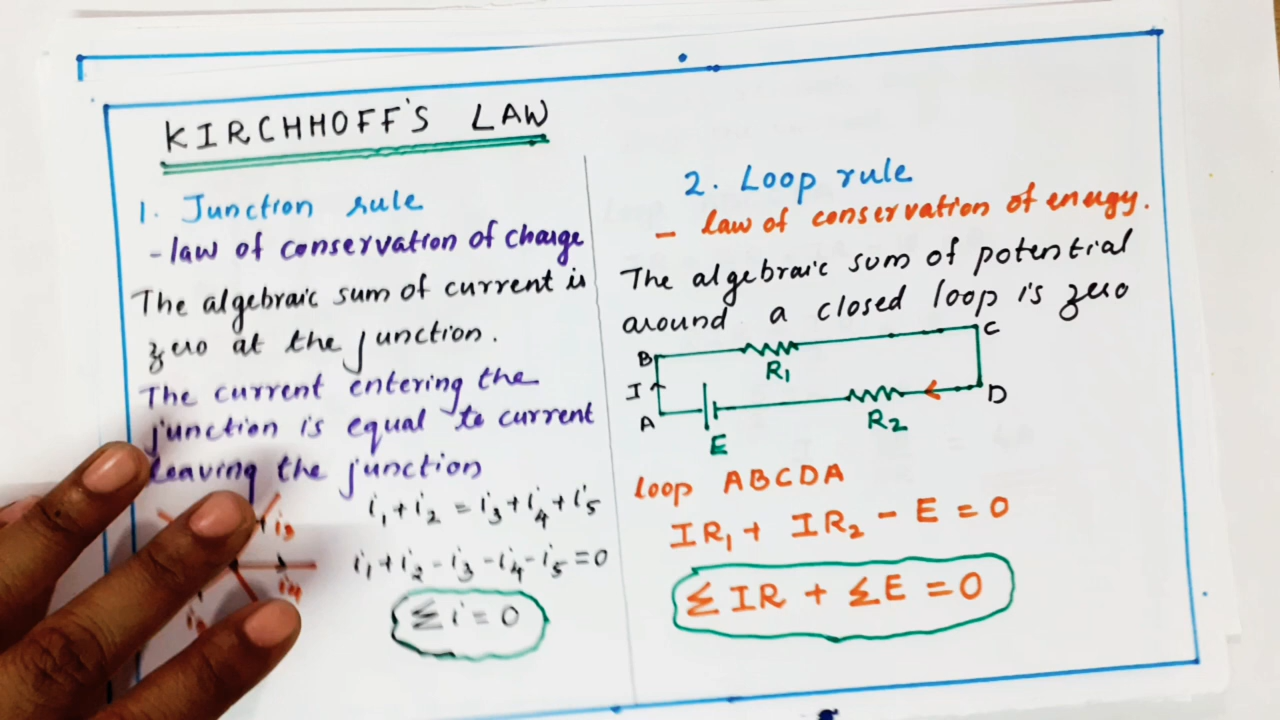 KIRCHHOFF'S LAW
1. Junction rule
- law of conservation of charge
The algebraic sum of current is
zero at the junction.
The current entering the
junction is equal to current
leaving the junction
i₁+i₂ = i₃+i₄+i₅
i₁+i₂-i₃-i₄-i₅=0
Σi=0
i₃
i₄
2. Loop rule
- law of conservation of energy.
The algebraic sum of potential
around a closed loop is zero
B
R₁
C
I
A
E
R₂
D
loop ABCDA
IR₁+ IR₂ - E = 0
ΣIR + ΣE = 0